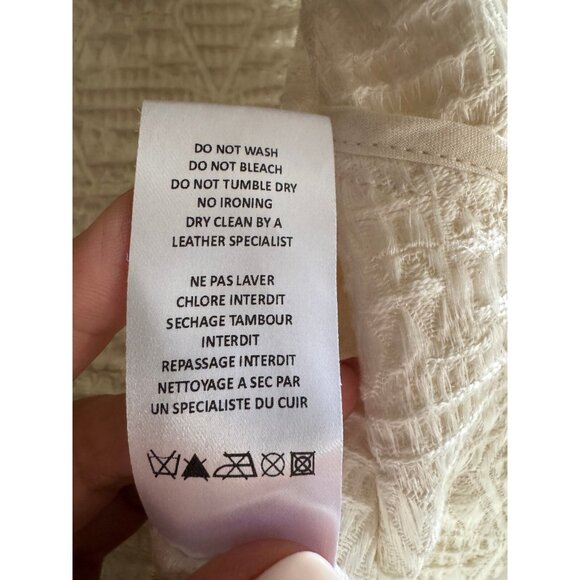 DO NOT WASH
DO NOT BLEACH
DO NOT TUMBLE DRY
NO IRONING
DRY CLEAN BY A
LEATHER SPECIALIST
NE PAS LAVER
CHLORE INTERDIT
SECHAGE TAMBOUR
INTERDIT
REPASSAGE INTERDIT
NETTOYAGE A SEC PAR
UN SPECIALISTE DU CUIR